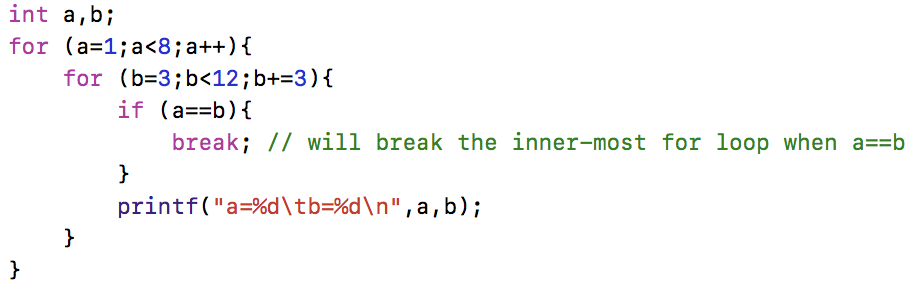 int a,b;
for (a=1;a<8;a++){
    for (b=3;b<12;b+=3){
        if (a==b){
            break; // will break the inner-most for loop when a==b
        }
        printf("a=%d\tb=%d\n",a,b);
    }
}